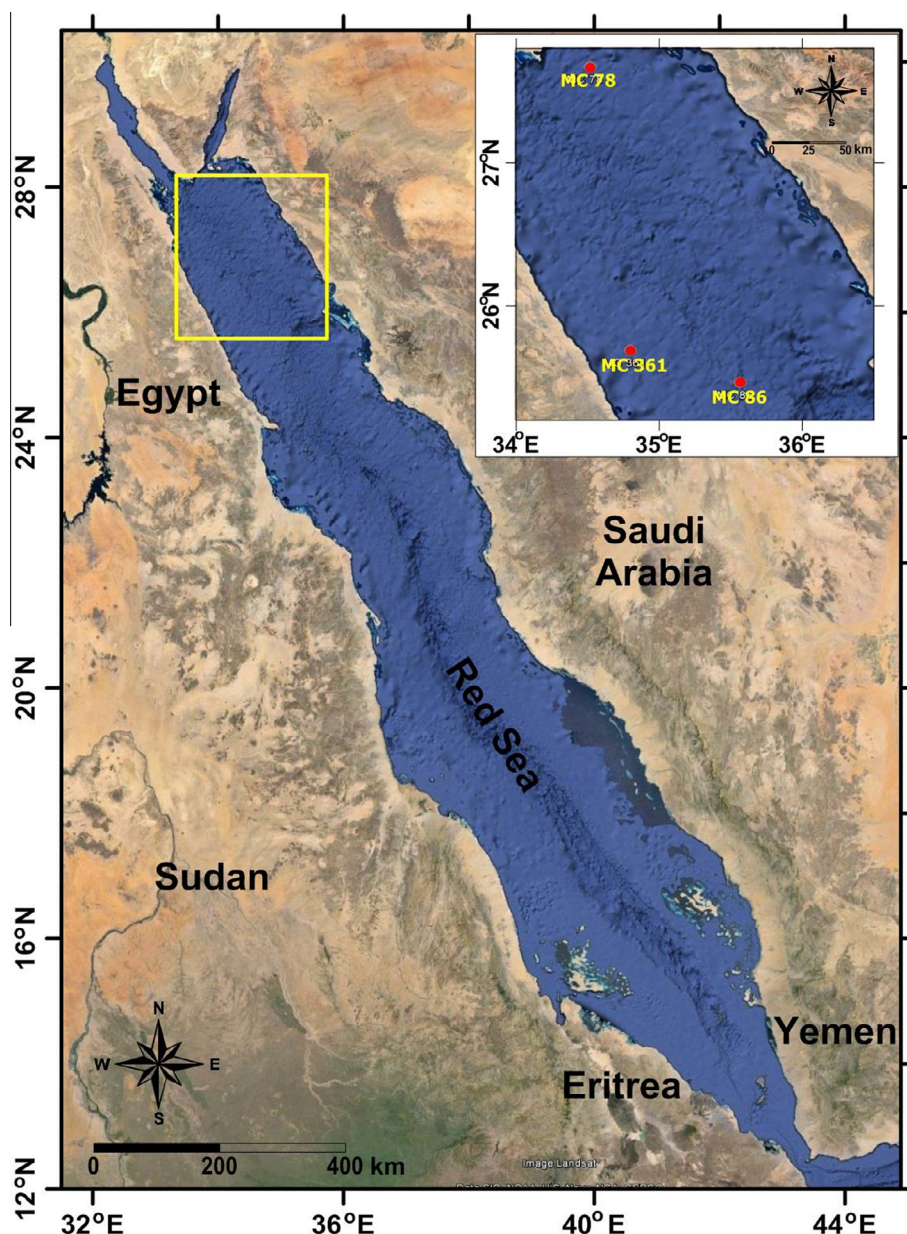 N
W E
S
MC 78
0 25 50 km
27°N
26°N
MC 361
MC 86
34°E 35°E 36°E
28°N
24°N
20°N
16°N
12°N
Egypt
Saudi
Arabia
Red Sea
Sudan
Yemen
Eritrea
N
W E
S
0 200 400 km
Image Landsat
32°E 36°E 40°E 44°E